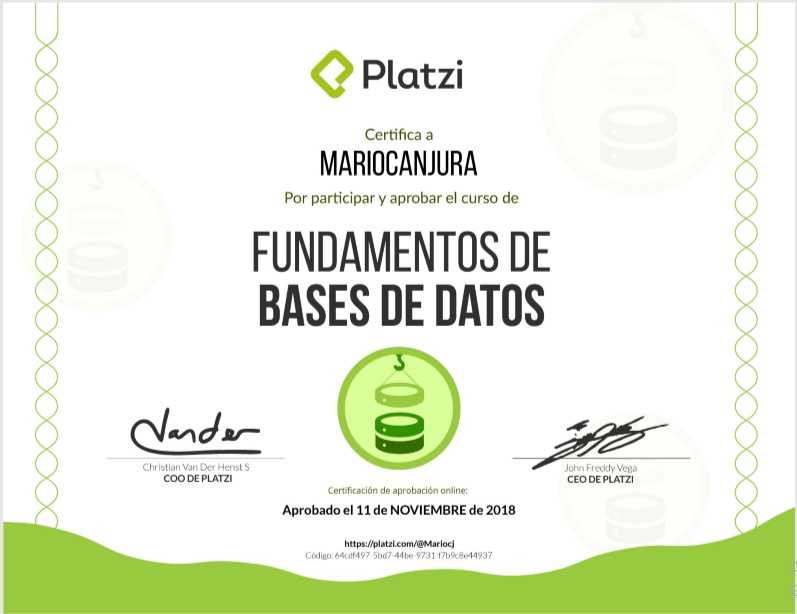 Platzi
Certifica a
MARIOCANJURA
Por participar y aprobar el curso de
FUNDAMENTOS DE
BASES DE DATOS
Vander
Christian Van Der Henst S
COO DE PLATZI
John Freddy Vega
CEO DE PLATZI
Certificación de aprobación online:
Aprobado el 11 de NOVIEMBRE de 2018
https://platzi.com/@Mariocj
Código: 64cdf497-5bd7-44be-9731-f7b9c8e44937